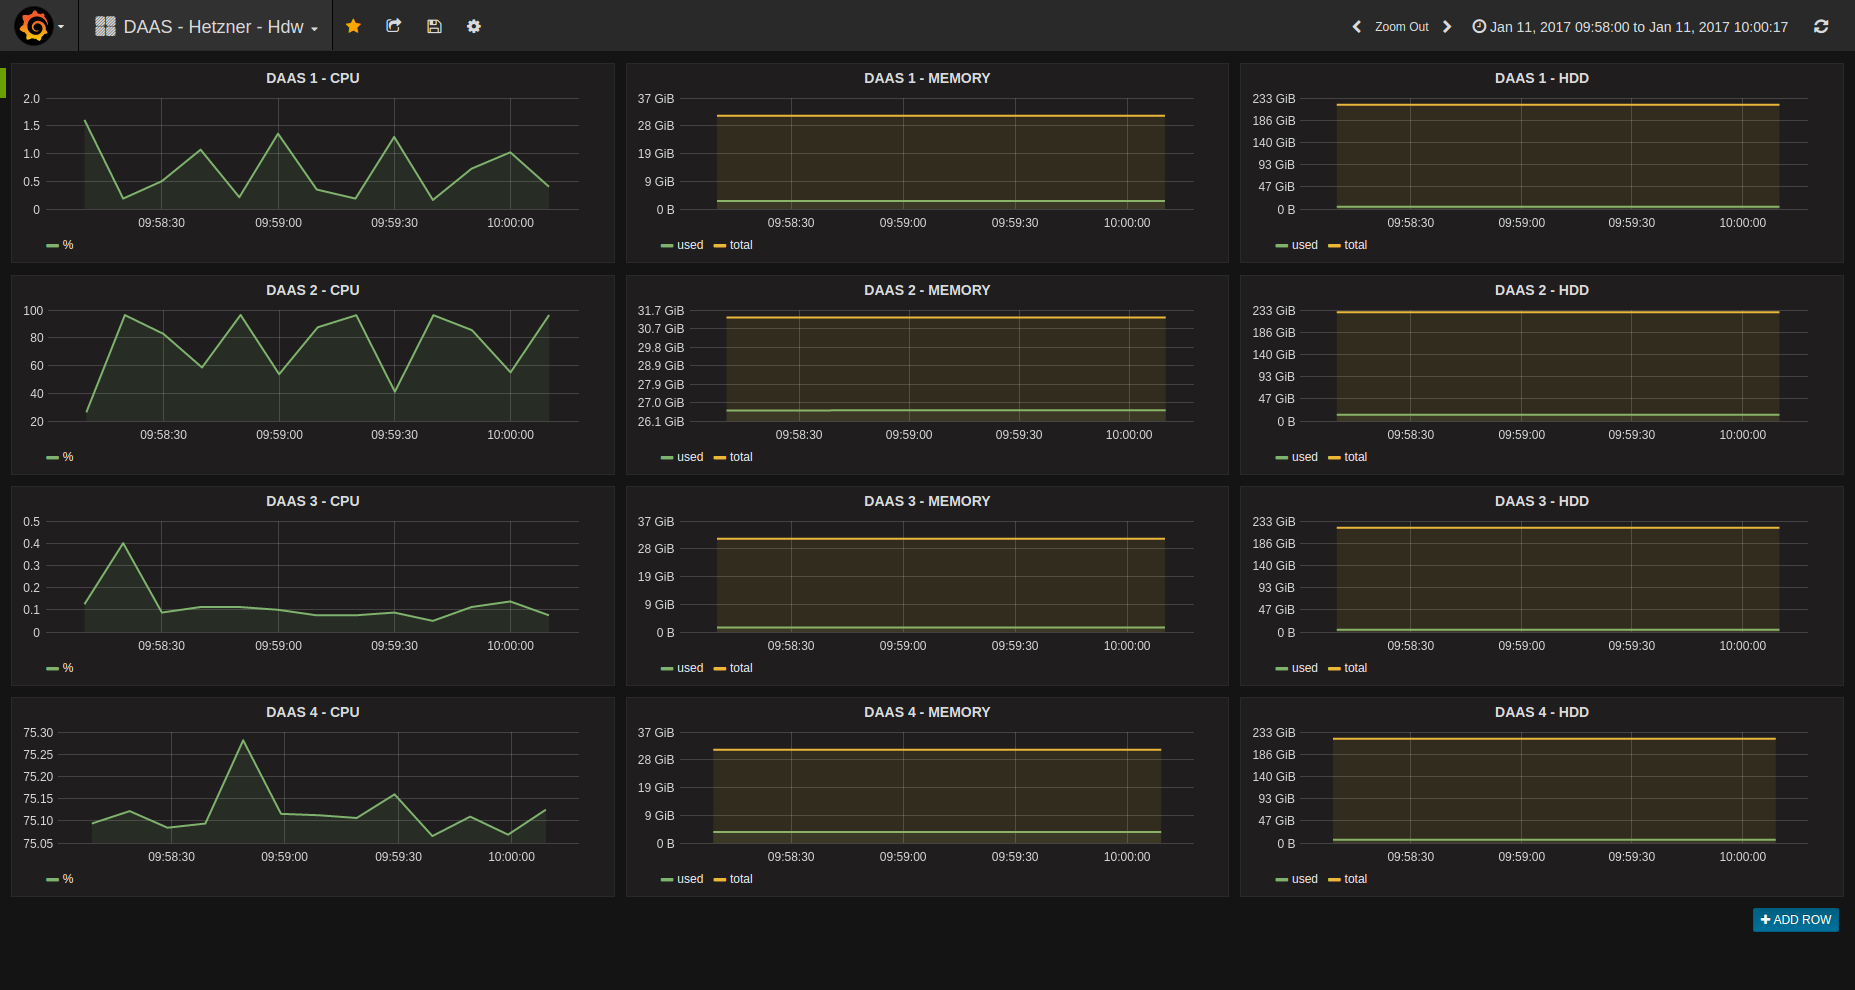 DAAS - Hetzner - Hdw
Zoom Out
Jan 11, 2017 09:58:00 to Jan 11, 2017 10:00:17
DAAS 1 - CPU
2.0
1.5
1.0
0.5
0
09:58:30 09:59:00 09:59:30 10:00:00
%
DAAS 1 - MEMORY
37 GiB
28 GiB
19 GiB
9 GiB
0 B
09:58:30 09:59:00 09:59:30 10:00:00
used total
DAAS 1 - HDD
233 GiB
186 GiB
140 GiB
93 GiB
47 GiB
0 B
09:58:30 09:59:00 09:59:30 10:00:00
used total
DAAS 2 - CPU
100
80
60
40
20
09:58:30 09:59:00 09:59:30 10:00:00
%
DAAS 2 - MEMORY
31.7 GiB
30.7 GiB
29.8 GiB
28.9 GiB
27.9 GiB
27.0 GiB
26.1 GiB
09:58:30 09:59:00 09:59:30 10:00:00
used total
DAAS 2 - HDD
233 GiB
186 GiB
140 GiB
93 GiB
47 GiB
0 B
09:58:30 09:59:00 09:59:30 10:00:00
used total
DAAS 3 - CPU
0.5
0.4
0.3
0.2
0.1
0
09:58:30 09:59:00 09:59:30 10:00:00
%
DAAS 3 - MEMORY
37 GiB
28 GiB
19 GiB
9 GiB
0 B
09:58:30 09:59:00 09:59:30 10:00:00
used total
DAAS 3 - HDD
233 GiB
186 GiB
140 GiB
93 GiB
47 GiB
0 B
09:58:30 09:59:00 09:59:30 10:00:00
used total
DAAS 4 - CPU
75.30
75.25
75.20
75.15
75.10
75.05
09:58:30 09:59:00 09:59:30 10:00:00
%
DAAS 4 - MEMORY
37 GiB
28 GiB
19 GiB
9 GiB
0 B
09:58:30 09:59:00 09:59:30 10:00:00
used total
DAAS 4 - HDD
233 GiB
186 GiB
140 GiB
93 GiB
47 GiB
0 B
09:58:30 09:59:00 09:59:30 10:00:00
used total
ADD ROW